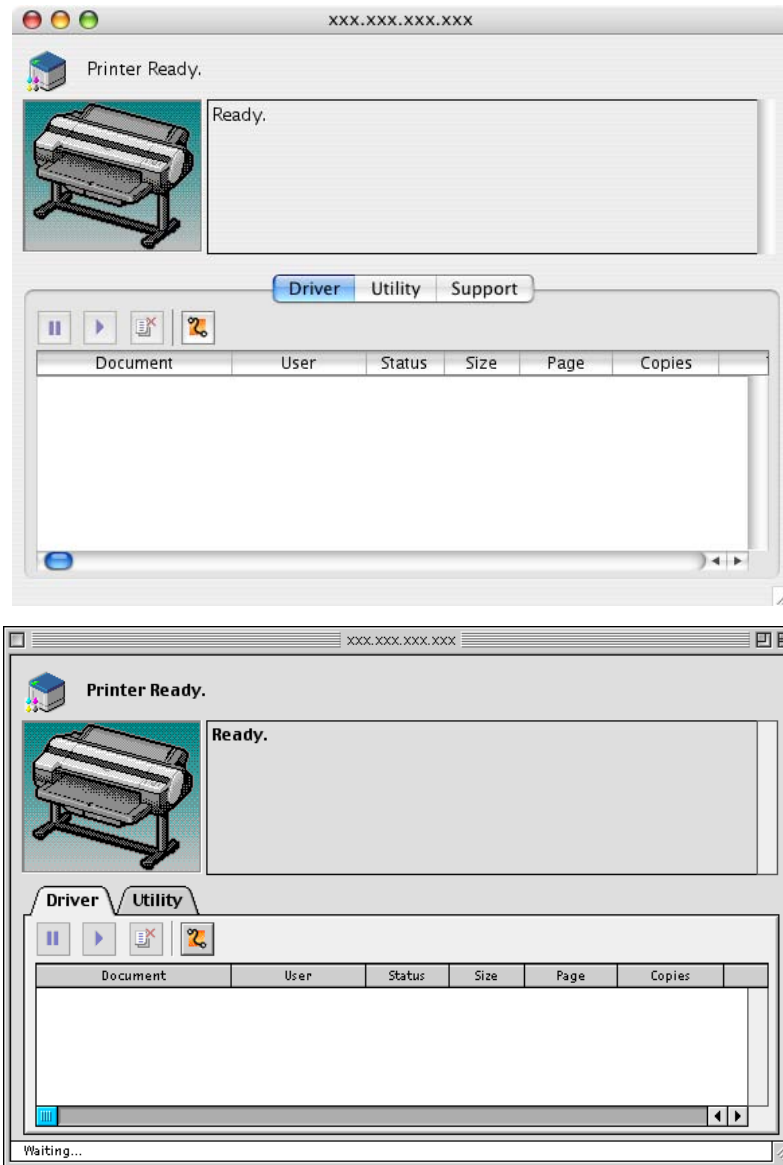 xxx.xxx.xxx.xxx
Printer Ready.
Ready.
Driver Utility Support
Document User Status Size Page Copies
xxx.xxx.xxx.xxx
Printer Ready.
Ready.
Driver Utility
Document User Status Size Page Copies
Waiting...